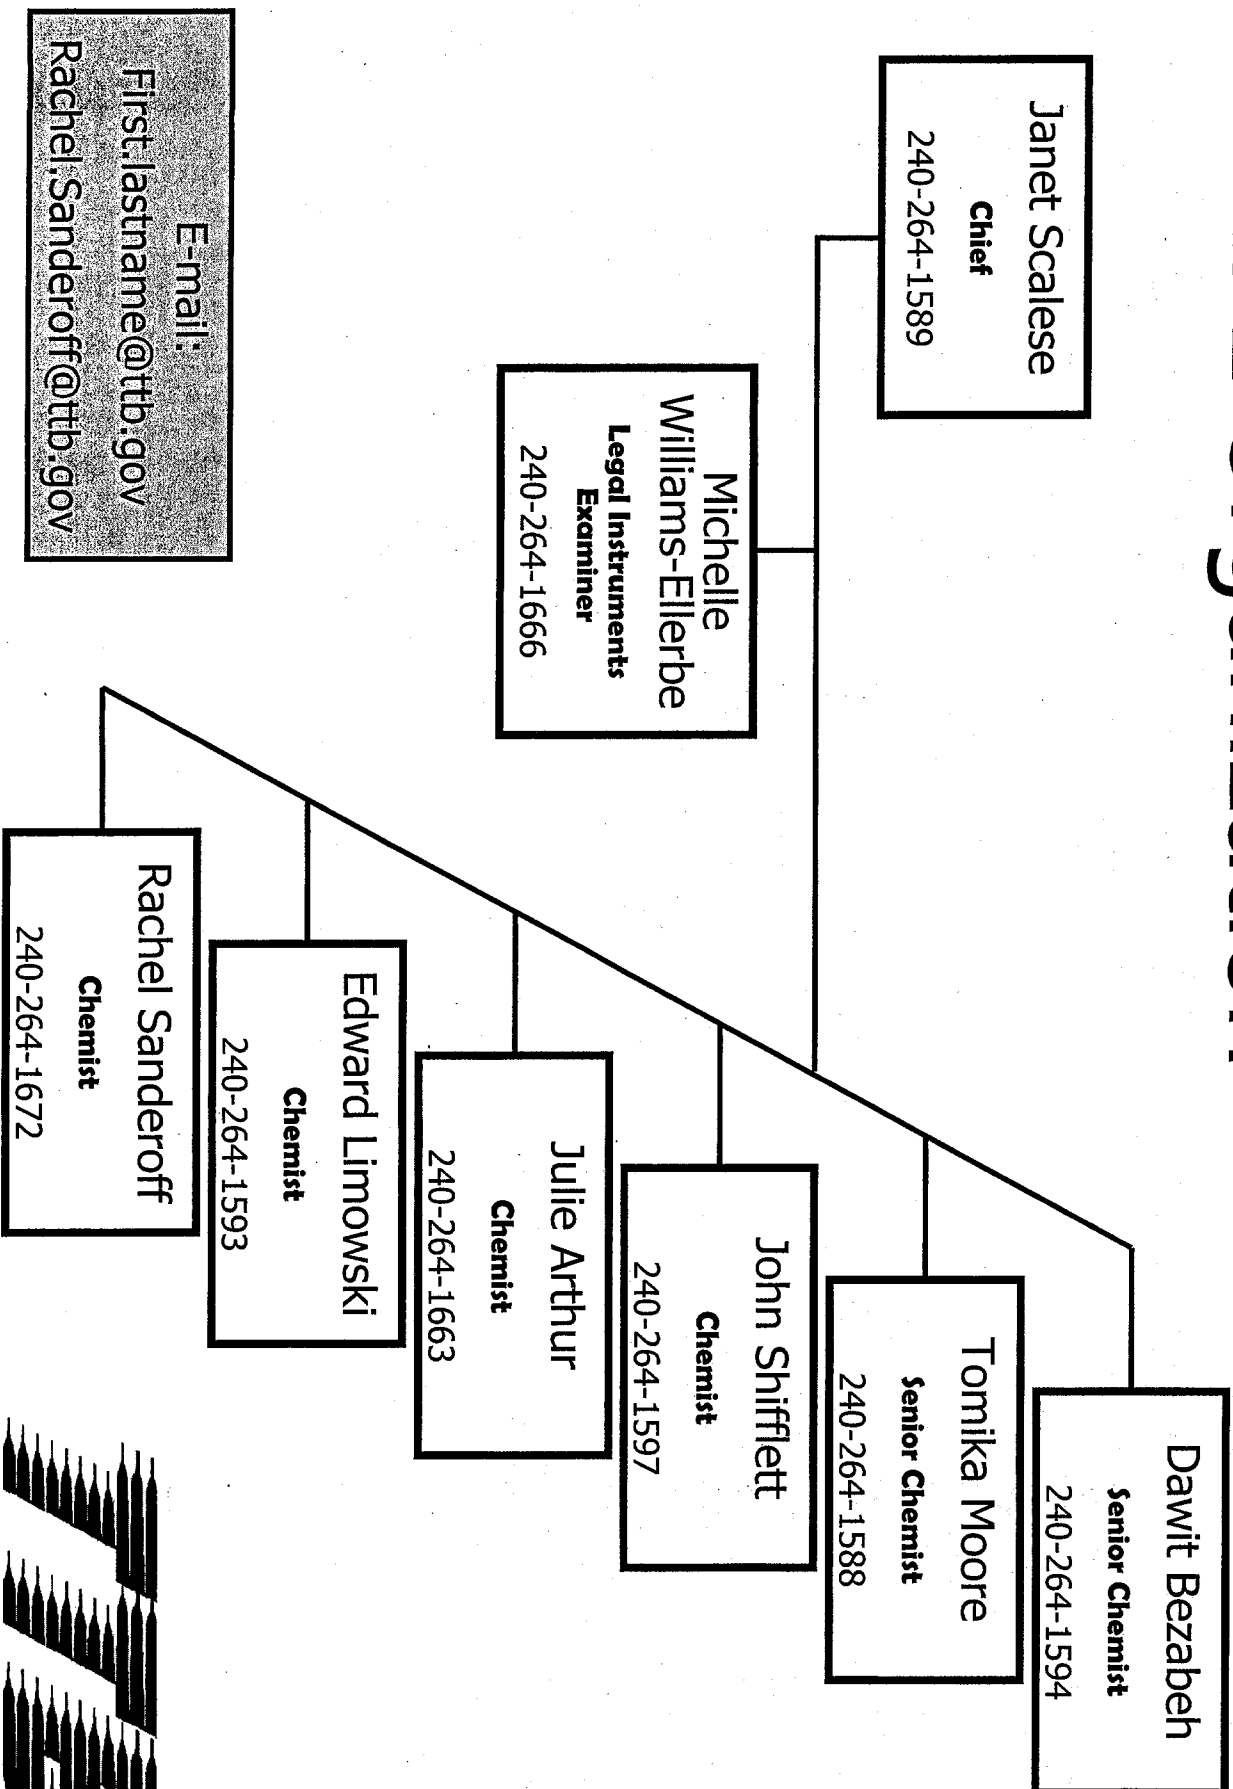 Organization
Janet Scalese
Chief
240-264-1589
Michelle
Williams-Ellerbe
Legal Instruments
Examiner
240-264-1666
Dawit Bezabeh
Senior Chemist
240-264-1594
Tomika Moore
Senior Chemist
240-264-1588
John Shifflett
Chemist
240-264-1597
Julie Arthur
Chemist
240-264-1663
Edward Limowski
Chemist
240-264-1593
Rachel Sanderoff
Chemist
240-264-1672
E-mail:
First.lastname@ttb.gov
Rachel.Sanderoff@ttb.gov